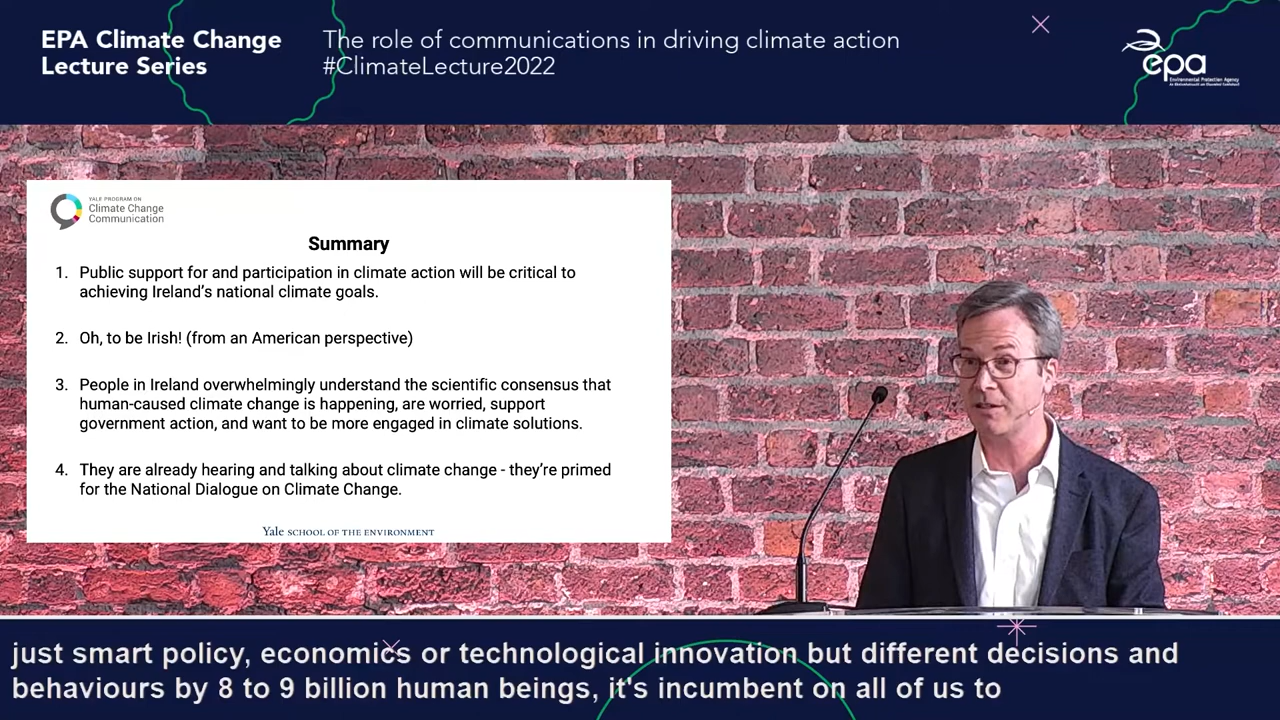 EPA Climate Change
Lecture Series
The role of communications in driving climate action
#ClimateLecture2022
epa
Environmental Protection Agency
YALE PROGRAM ON
Climate Change
Communication
Summary
1. Public support for and participation in climate action will be critical to
achieving Ireland's national climate goals.
2. Oh, to be Irish! (from an American perspective)
3. People in Ireland overwhelmingly understand the scientific consensus that
human-caused climate change is happening, are worried, support
government action, and want to be more engaged in climate solutions.
4. They are already hearing and talking about climate change - they're primed
for the National Dialogue on Climate Change.
Yale SCHOOL OF THE ENVIRONMENT
just smart policy, economics or technological innovation but different decisions and
behaviours by 8 to 9 billion human beings, it's incumbent on all of us to